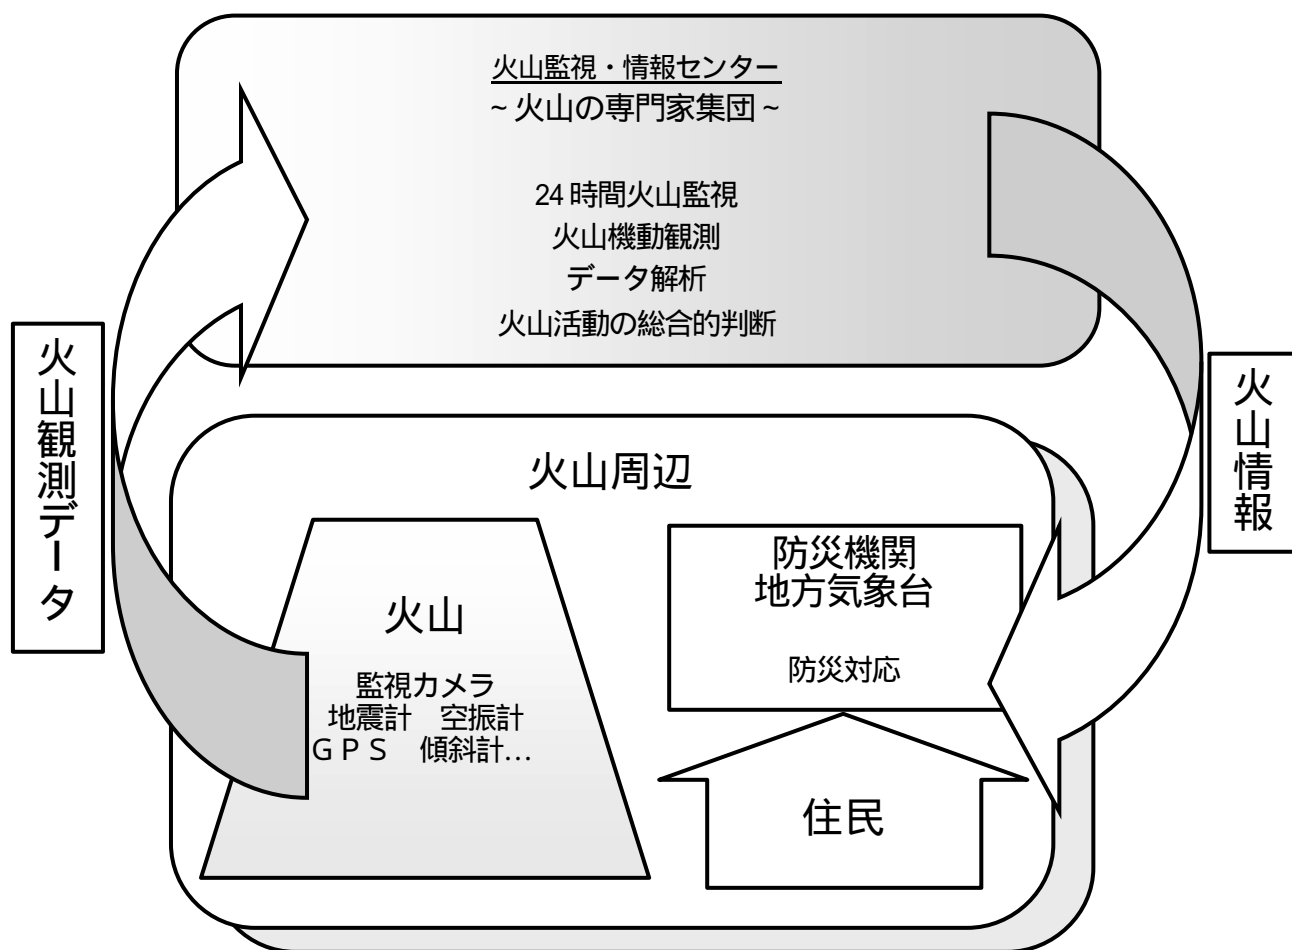 火山監視・情報センター
~ 火山の専門家集団 ~
24 時間火山監視
火山機動観測
データ解析
火山活動の総合的判断
火山観測データ
火山情報
火山周辺
火山
監視カメラ
地震計 空振計
ＧＰＳ 傾斜計…
防災機関
地方気象台
防災対応
住民